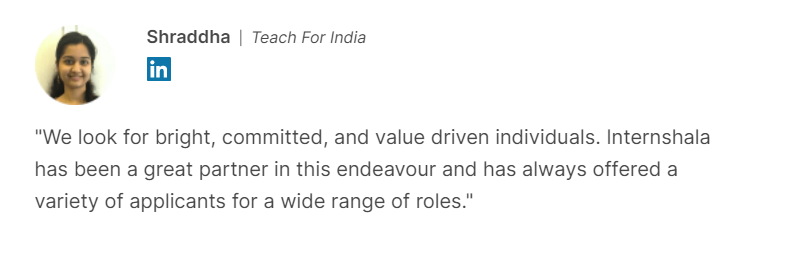 Shraddha | Teach For India
in
"We look for bright, committed, and value driven individuals. Internshala
has been a great partner in this endeavour and has always offered a
variety of applicants for a wide range of roles."